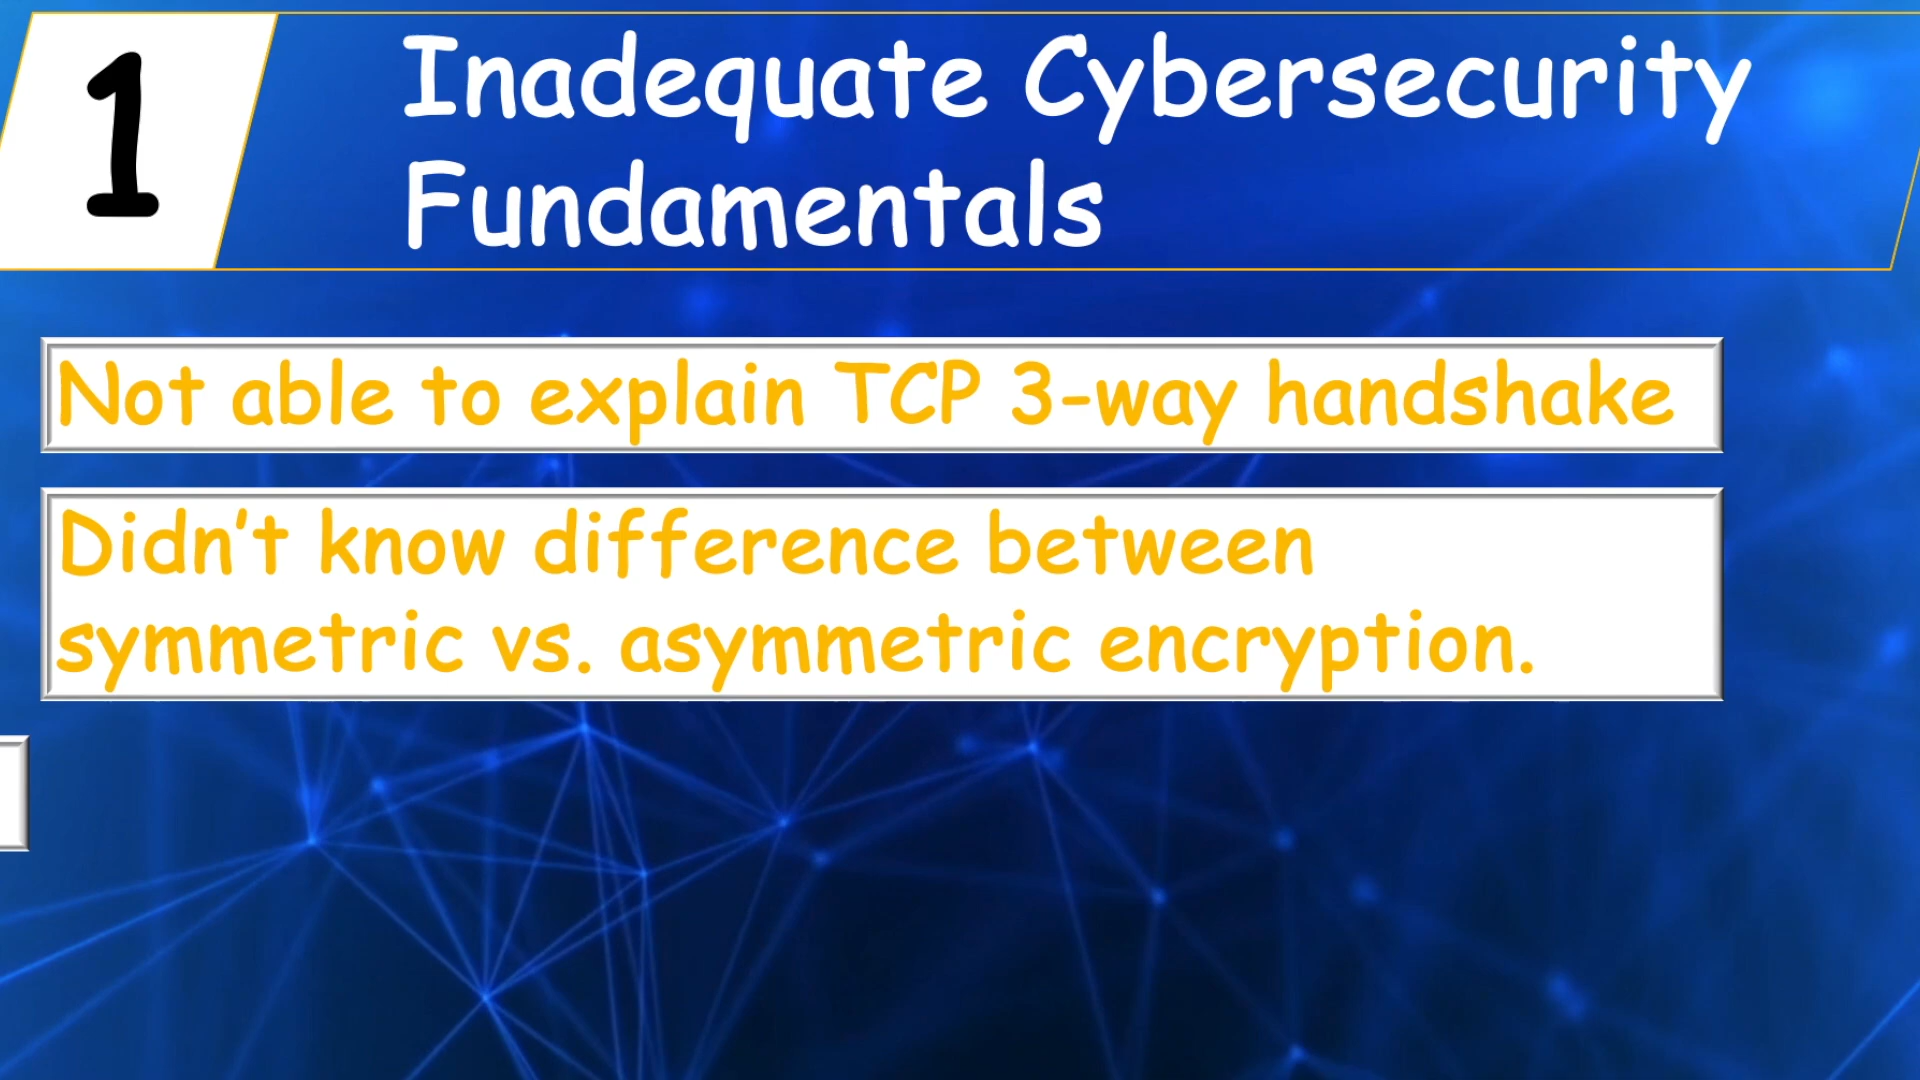 1
Inadequate Cybersecurity
Fundamentals
Not able to explain TCP 3-way handshake
Didn't know difference between
symmetric vs. asymmetric encryption.